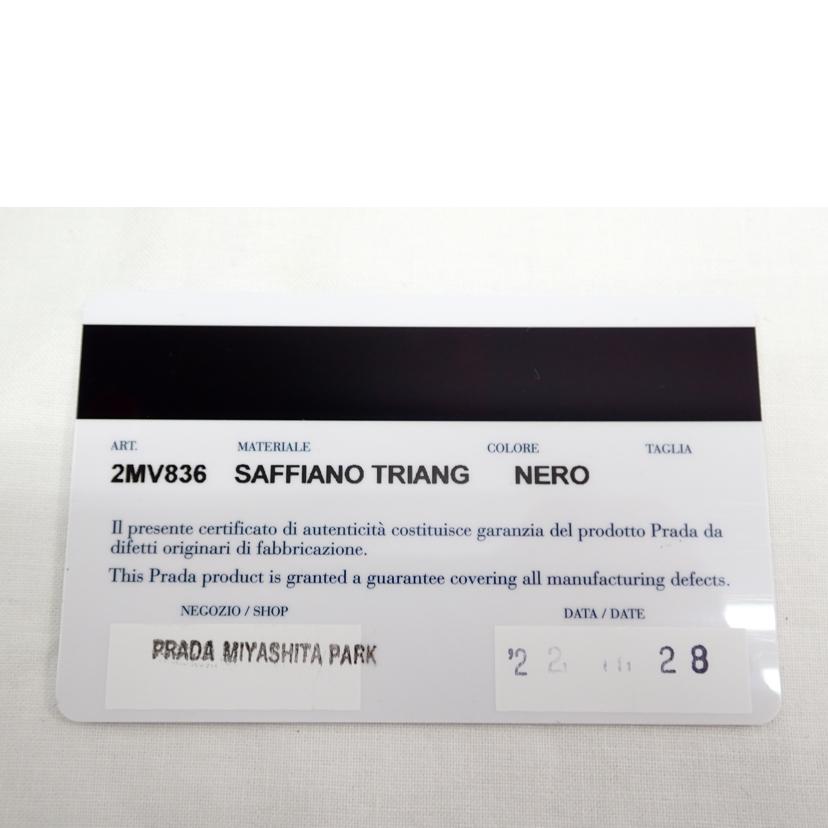 ART. MATERIALE COLORE TAGLIA
2MV836 SAFFIANO TRIANG NERO
Il presente certificato di autenticità costituisce garanzia del prodotto Prada da
difetti originari di fabbricazione.
This Prada product is granted a guarantee covering all manufacturing defects.
NEGOZIO / SHOP DATA / DATE
PRADA MIYASHITA PARK '22 28